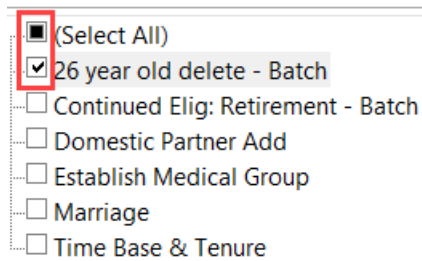 (Select All)
26 year old delete - Batch
Continued Elig: Retirement - Batch
Domestic Partner Add
Establish Medical Group
Marriage
Time Base & Tenure